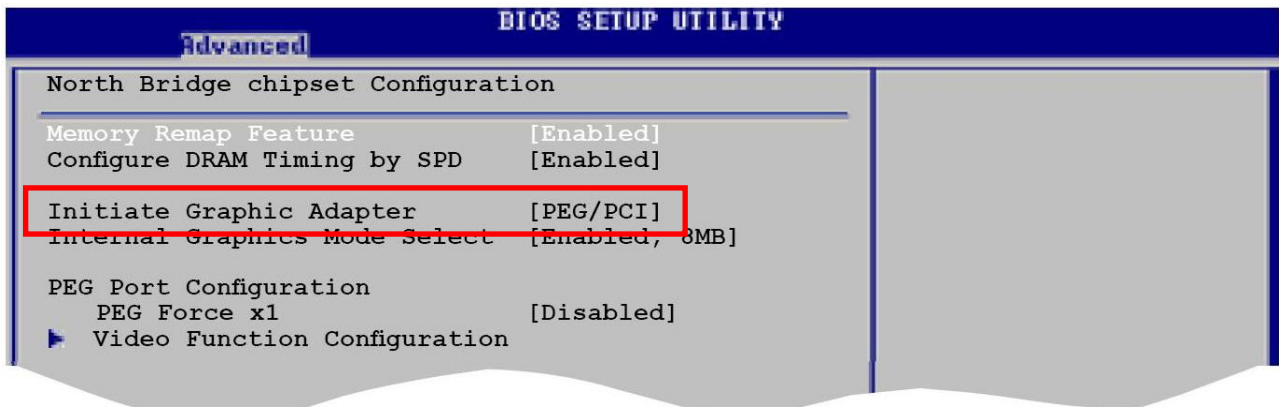 BIOS SETUP UTILITY
Advanced
North Bridge chipset Configuration
Memory Remap Feature [Enabled]
Configure DRAM Timing by SPD [Enabled]
Initiate Graphic Adapter [PEG/PCI]
Internal Graphics Mode Select [Enabled, 8MB]
PEG Port Configuration
PEG Force x1 [Disabled]
Video Function Configuration